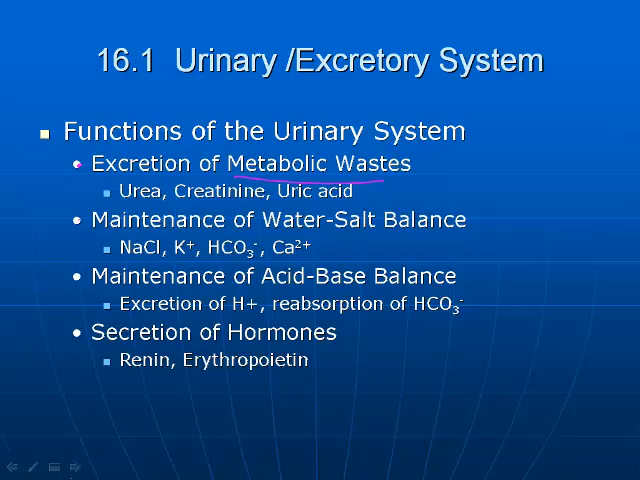 16.1 Urinary /Excretory System
Functions of the Urinary System
Excretion of Metabolic Wastes
Urea, Creatinine, Uric acid
Maintenance of Water-Salt Balance
NaCl, K⁺, HCO₃⁻, Ca²⁺
Maintenance of Acid-Base Balance
Excretion of H+, reabsorption of HCO₃⁻
Secretion of Hormones
Renin, Erythropoietin